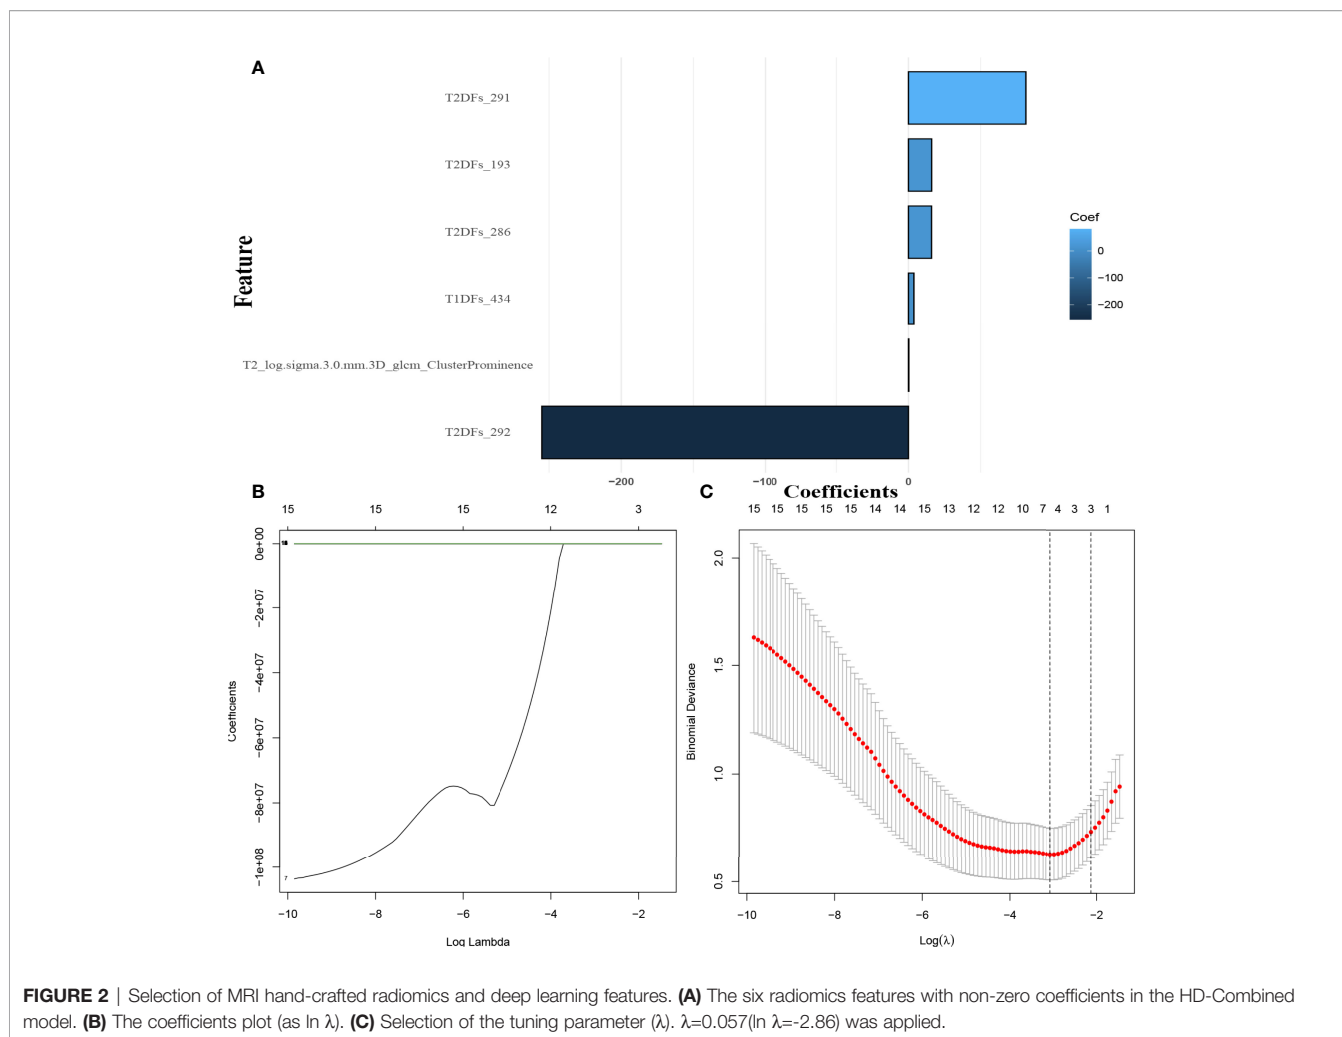 A
T2DFs_291
T2DFs_193
T2DFs_286
T1DFs_434
T2_log.sigma.3.0.mm.3D_glcm_ClusterProminence
T2DFs_292
Feature
Coef
0
−100
−200
−200 −100 0
Coefficients
B
15 15 15 12 3
0e+00
−2e+07
−4e+07
−6e+07
−8e+07
−1e+08
Coefficients
7
−10 −8 −6 −4 −2
Log Lambda
C
15 15 15 15 15 14 14 15 13 12 12 10 7 4 3 3 1
2.0
1.5
1.0
0.5
Binomial Deviance
−10 −8 −6 −4 −2
Log(λ)
FIGURE 2 | Selection of MRI hand-crafted radiomics and deep learning features. (A) The six radiomics features with non-zero coefficients in the HD-Combined
model. (B) The coefficients plot (as ln λ). (C) Selection of the tuning parameter (λ). λ=0.057(ln λ=-2.86) was applied.